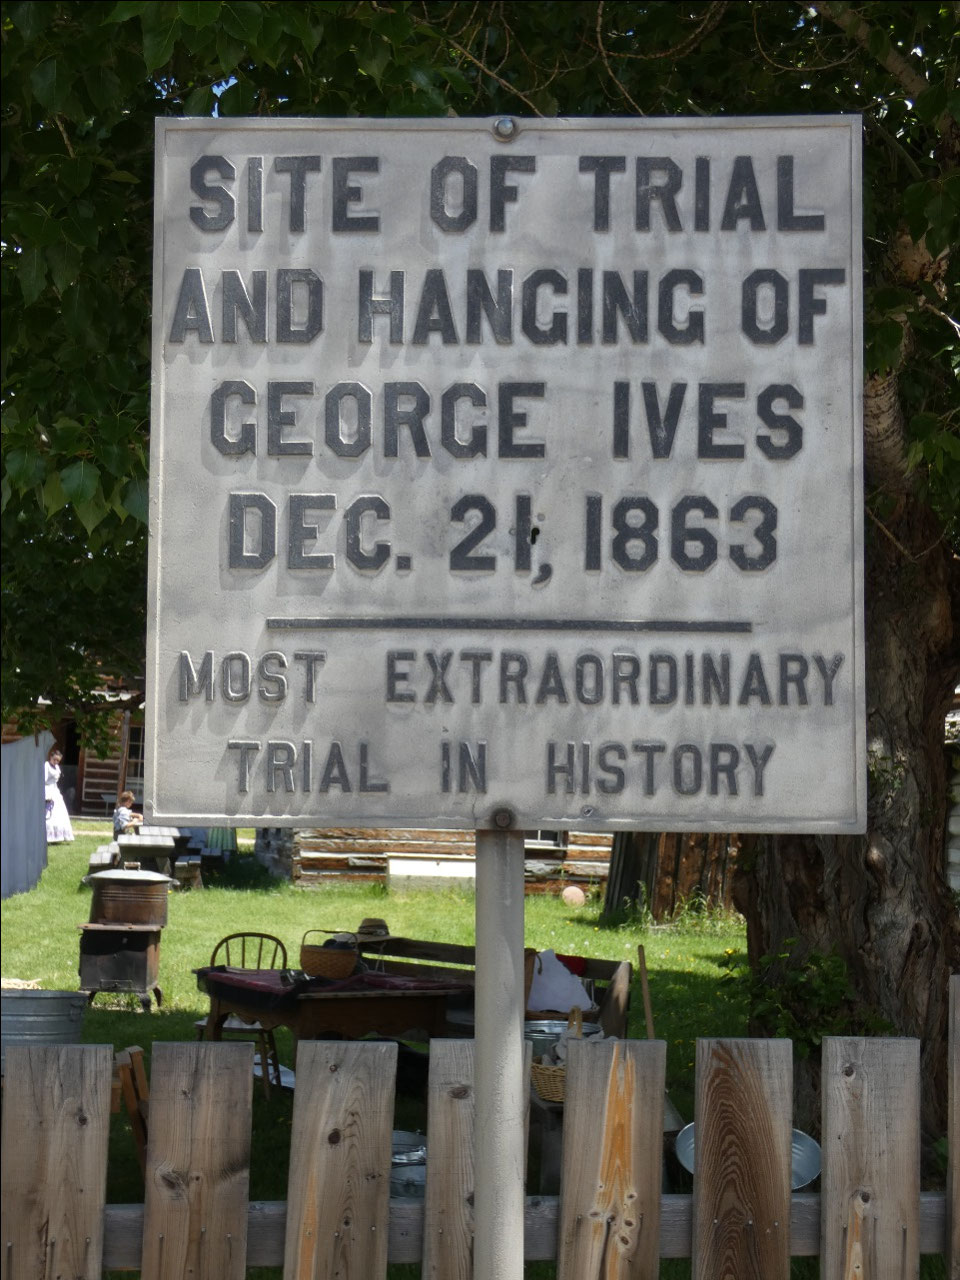 SITE OF TRIAL
AND HANGING OF
GEORGE IVES
DEC. 21, 1863
MOST EXTRAORDINARY
TRIAL IN HISTORY